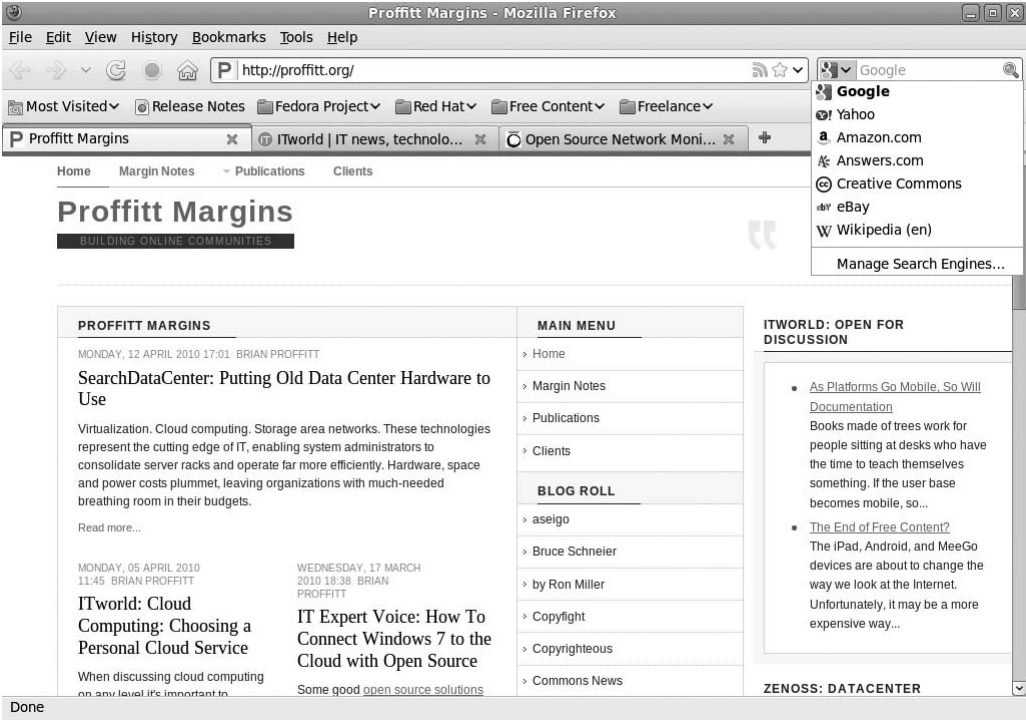 Proffitt Margins - Mozilla Firefox
File Edit View History Bookmarks Tools Help
P http://proffitt.org/
Google
Most Visited Release Notes Fedora Project Red Hat Free Content Freelance
P Proffitt Margins
ITworld | IT news, technolo...
Open Source Network Moni...
Google
Yahoo
Amazon.com
Answers.com
Creative Commons
eBay
Wikipedia (en)
Manage Search Engines...
Home Margin Notes Publications Clients
Proffitt Margins
BUILDING ONLINE COMMUNITIES
PROFFITT MARGINS
MONDAY, 12 APRIL 2010 17:01 BRIAN PROFFITT
SearchDataCenter: Putting Old Data Center Hardware to
Use
Virtualization. Cloud computing. Storage area networks. These technologies
represent the cutting edge of IT, enabling system administrators to
consolidate server racks and operate far more efficiently. Hardware, space
and power costs plummet, leaving organizations with much-needed
breathing room in their budgets.
Read more...
MONDAY, 05 APRIL 2010
11:45 BRIAN PROFFITT
ITworld: Cloud
Computing: Choosing a
Personal Cloud Service
When discussing cloud computing
on any level it's important to
WEDNESDAY, 17 MARCH
2010 18:38 BRIAN
PROFFITT
IT Expert Voice: How To
Connect Windows 7 to the
Cloud with Open Source
Some good open source solutions
MAIN MENU
Home
Margin Notes
Publications
Clients
BLOG ROLL
aseigo
Bruce Schneier
by Ron Miller
Copyfight
Copyrighteous
Commons News
ITWORLD: OPEN FOR
DISCUSSION
As Platforms Go Mobile, So Will
Documentation
Books made of trees work for
people sitting at desks who have
the time to teach themselves
something. If the user base
becomes mobile, so...
The End of Free Content?
The iPad, Android, and MeeGo
devices are about to change the
way we look at the Internet.
Unfortunately, it may be a more
expensive way...
ZENOSS: DATACENTER
Done